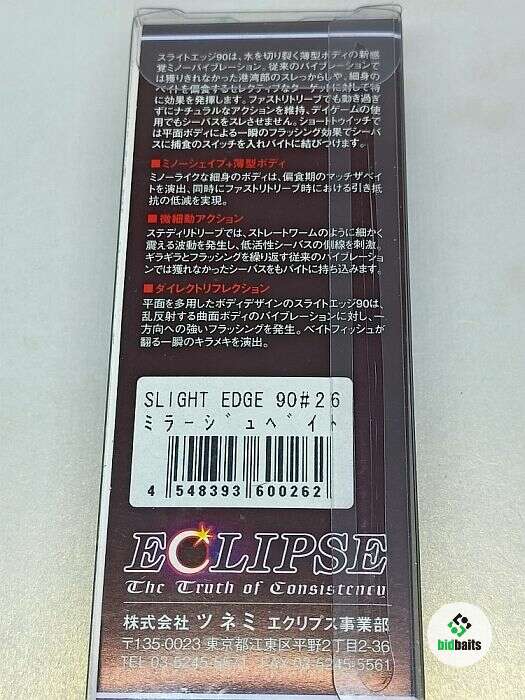 スライトエッジ90は、水を切り裂く薄型ボディの新感
覚ミノーバイブレーション。従来のバイブレーションで
は獲りきれなかった港湾部のスレっからしや、細身の
ベイトを偏食するセレクティブなターゲットに対して特
に効果を発揮します。ファストリトリーブでも動き過ぎ
ずにナチュラルなアクションを維持、デイゲームの使
用でもシーバスをスレさせません。ショートトゥイッチで
は平面ボディによる一瞬のフラッシング効果でシーバ
スに捕食のスイッチを入れバイトに結びつけます。
■ミノーシェイプ+薄型ボディ
ミノーライクな細身のボディは、偏食期のマッチザベイ
トを演出、同時にファストリトリーブ時における引き抵
抗の低減を実現。
■微細動アクション
ステディリトリーブでは、ストレートワームのように細かく
震える波動を発生し、低活性シーバスの側線を刺激。
ギラギラとフラッシングを繰り返す従来のバイブレーショ
ンでは獲れなかったシーバスをもバイトに持ち込みます。
■ダイレクトリフレクション
平面を多用したボディデザインのスライトエッジ90は、
乱反射する曲面ボディのバイブレーションに対し、一
方向への強いフラッシングを発生。ベイトフィッシュが
翻る一瞬のキラメキを演出。
SLIGHT EDGE 90#26
ミラージュベイト
4 548393 600262
ECLIPSE
The Truth of Consistency
株式会社 ツネミ エクリプス事業部
〒135-0023 東京都江東区平野2丁目2-36
TEL 03-5245-5571 FAX 03-5245-5561
bidbaits